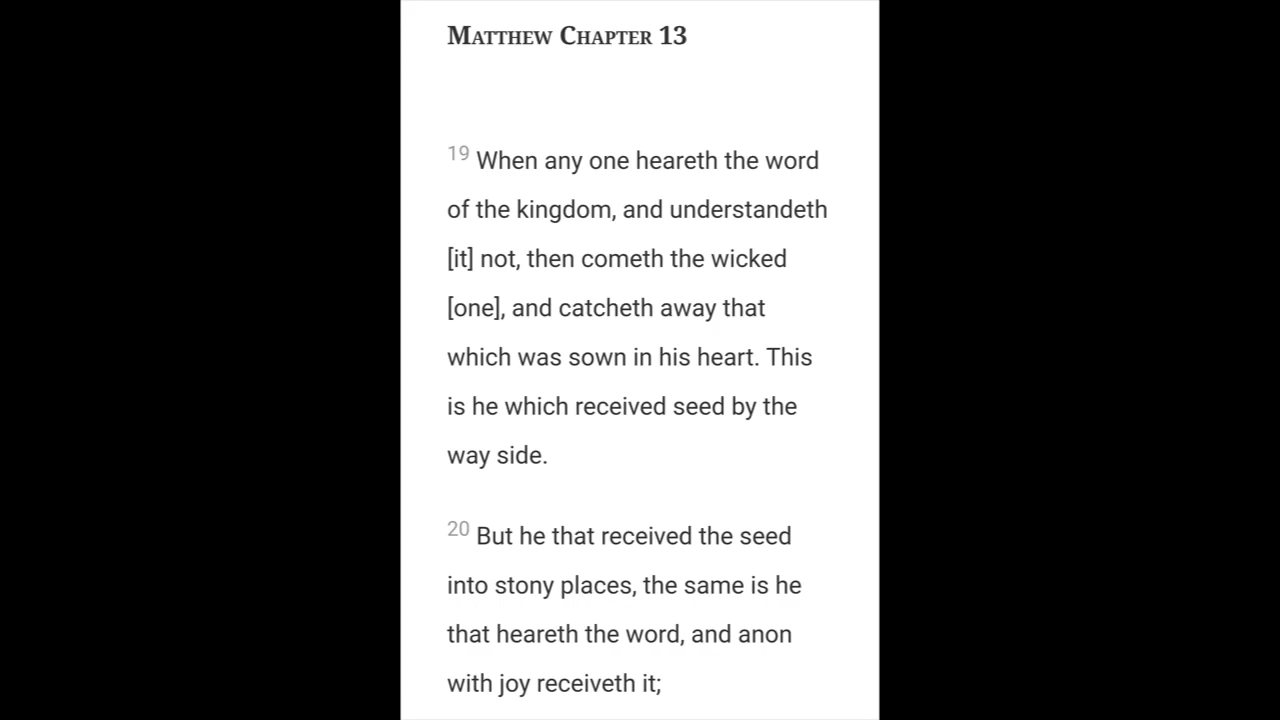 Matthew Chapter 13
19 When any one heareth the word
of the kingdom, and understandeth
[it] not, then cometh the wicked
[one], and catcheth away that
which was sown in his heart. This
is he which received seed by the
way side.
20 But he that received the seed
into stony places, the same is he
that heareth the word, and anon
with joy receiveth it;